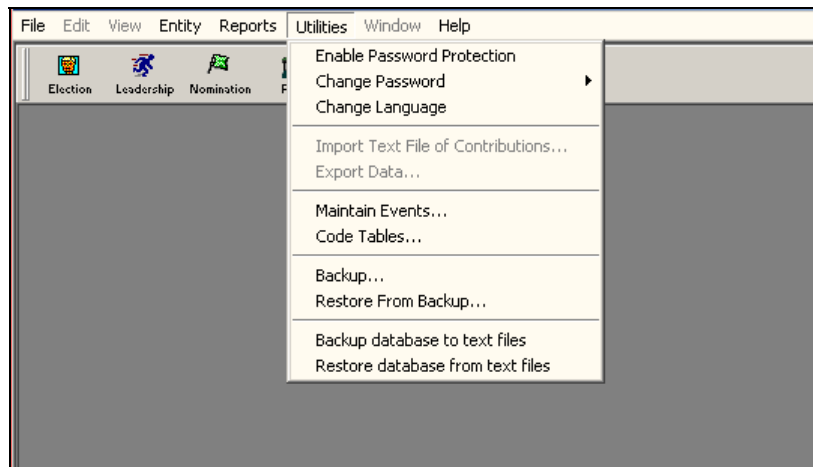 File Edit View Entity Reports Utilities Window Help
Election Leadership Nomination
Enable Password Protection
Change Password
Change Language
Import Text File of Contributions...
Export Data...
Maintain Events...
Code Tables...
Backup...
Restore From Backup...
Backup database to text files
Restore database from text files